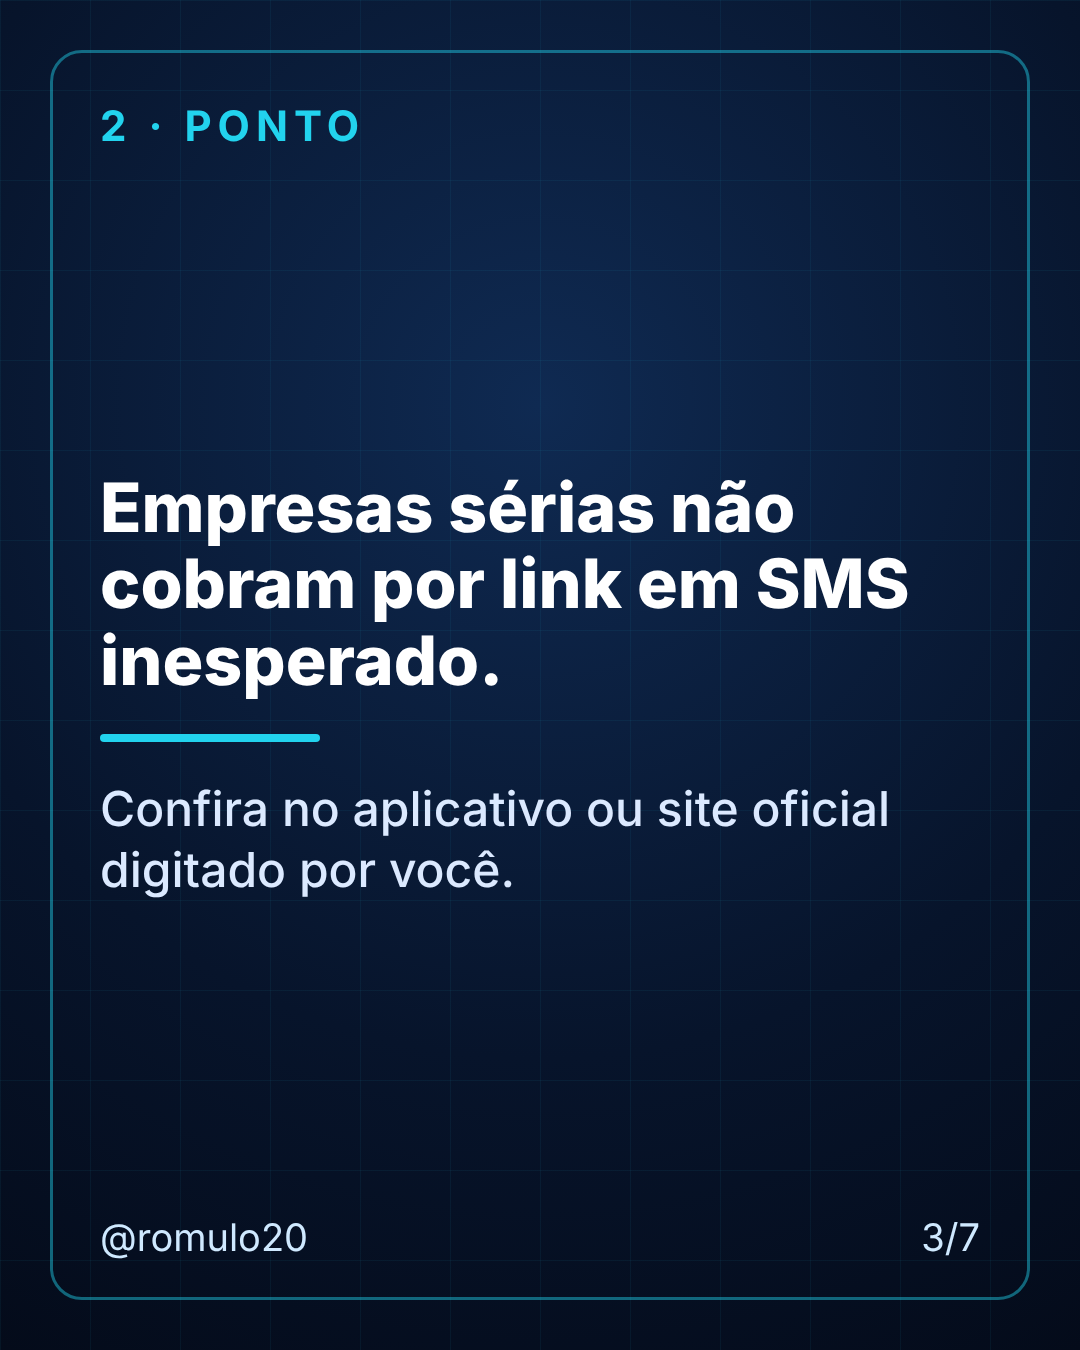 2 · PONTO
Empresas sérias não
cobram por link em SMS
inesperado.
Confira no aplicativo ou site oficial
digitado por você.
@romulo20
3/7